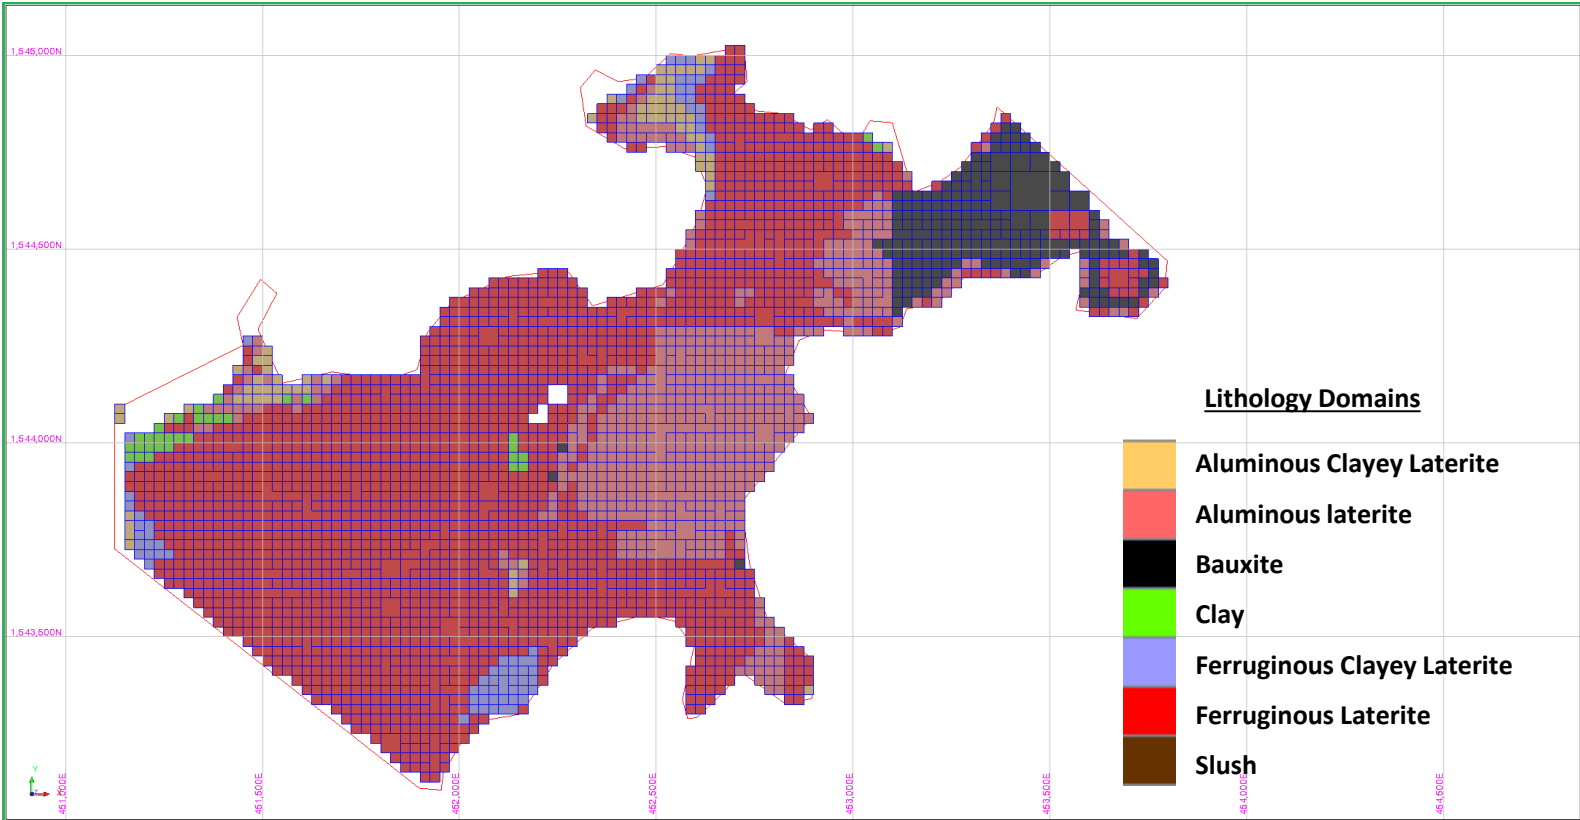 1,545,000N
1,544,500N
1,544,000N
1,543,500N
Lithology Domains
Aluminous Clayey Laterite
Aluminous laterite
Bauxite
Clay
Ferruginous Clayey Laterite
Ferruginous Laterite
Slush
Y
451,000E
451,500E
452,000E
452,500E
453,000E
453,500E
454,000E
454,500E